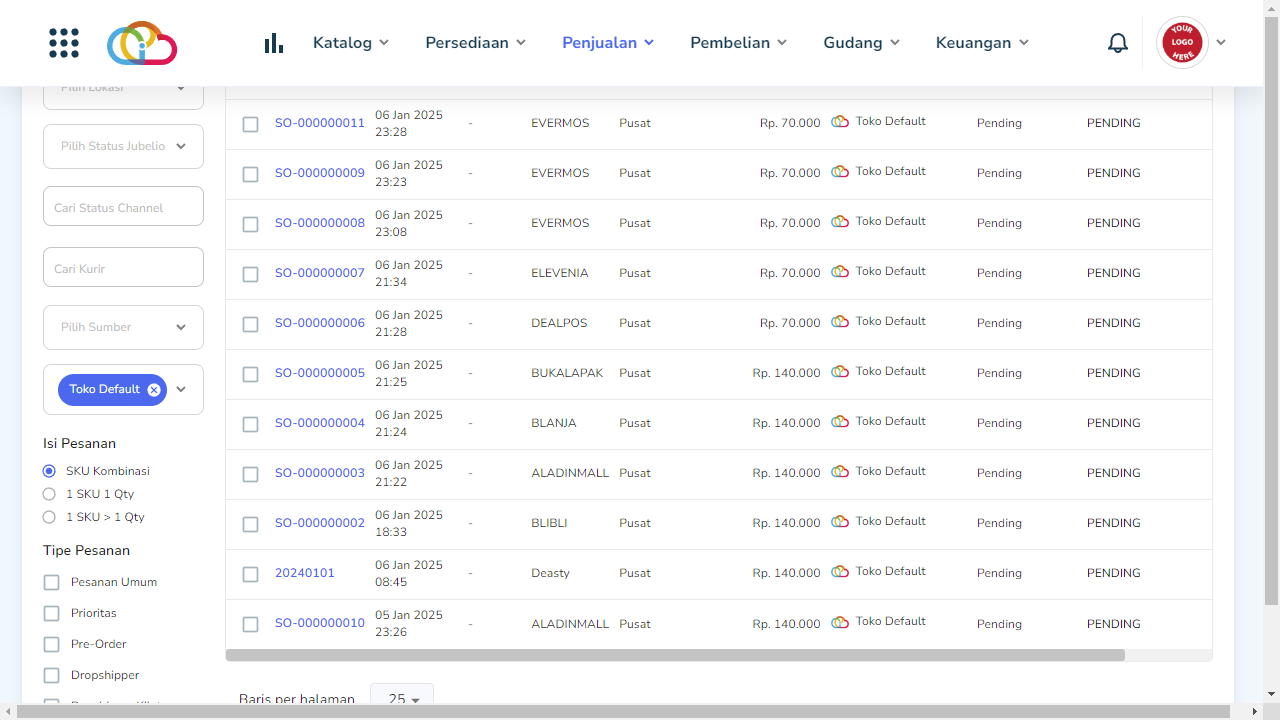 Katalog
Persediaan
Penjualan
Pembelian
Gudang
Keuangan
YOUR
LOGO
HERE
Pilih Lokasi
Pilih Status Jubelio
Cari Status Channel
Cari Kurir
Pilih Sumber
Toko Default
Isi Pesanan
SKU Kombinasi
1 SKU 1 Qty
1 SKU > 1 Qty
Tipe Pesanan
Pesanan Umum
Prioritas
Pre-Order
Dropshipper
SO-000000011 06 Jan 2025 23:28 - EVERMOS Pusat Rp. 70.000 Toko Default Pending PENDING
SO-000000009 06 Jan 2025 23:23 - EVERMOS Pusat Rp. 70.000 Toko Default Pending PENDING
SO-000000008 06 Jan 2025 23:08 - EVERMOS Pusat Rp. 70.000 Toko Default Pending PENDING
SO-000000007 06 Jan 2025 21:34 - ELEVENIA Pusat Rp. 70.000 Toko Default Pending PENDING
SO-000000006 06 Jan 2025 21:28 - DEALPOS Pusat Rp. 70.000 Toko Default Pending PENDING
SO-000000005 06 Jan 2025 21:25 - BUKALAPAK Pusat Rp. 140.000 Toko Default Pending PENDING
SO-000000004 06 Jan 2025 21:24 - BLANJA Pusat Rp. 140.000 Toko Default Pending PENDING
SO-000000003 06 Jan 2025 21:22 - ALADINMALL Pusat Rp. 140.000 Toko Default Pending PENDING
SO-000000002 06 Jan 2025 18:33 - BLIBLI Pusat Rp. 140.000 Toko Default Pending PENDING
20240101 06 Jan 2025 08:45 - Deasty Pusat Rp. 140.000 Toko Default Pending PENDING
SO-000000010 05 Jan 2025 23:26 - ALADINMALL Pusat Rp. 140.000 Toko Default Pending PENDING
Baris per halaman 25